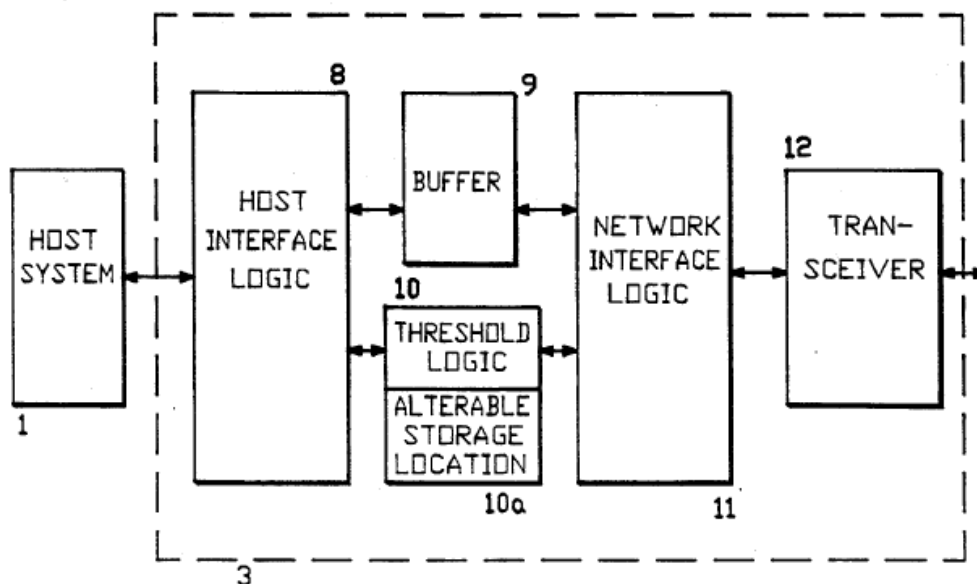 8
9
12
HOST
SYSTEM
1
HOST
INTERFACE
LOGIC
BUFFER
10
THRESHOLD
LOGIC
ALTERABLE
STORAGE
LOCATION
10a
NETWORK
INTERFACE
LOGIC
11
TRAN-
SCEIVER
3